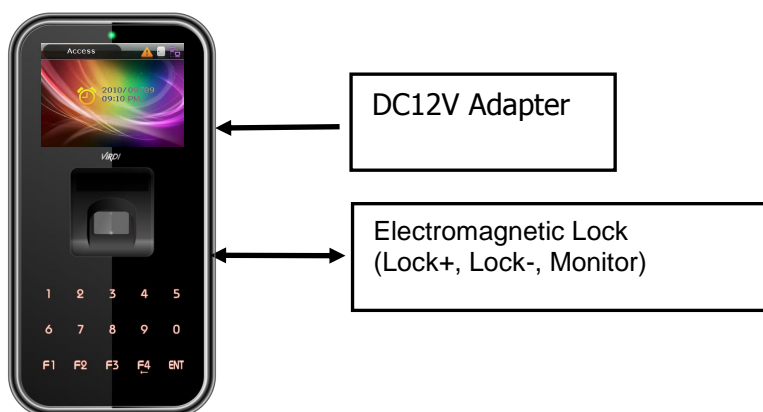 Access
2010/09/09
09:10 PM
ViRDI
1 2 3 4 5
6 7 8 9 0
F1 F2 F3 F4 ENT
←
DC12V Adapter
Electromagnetic Lock
(Lock+, Lock-, Monitor)